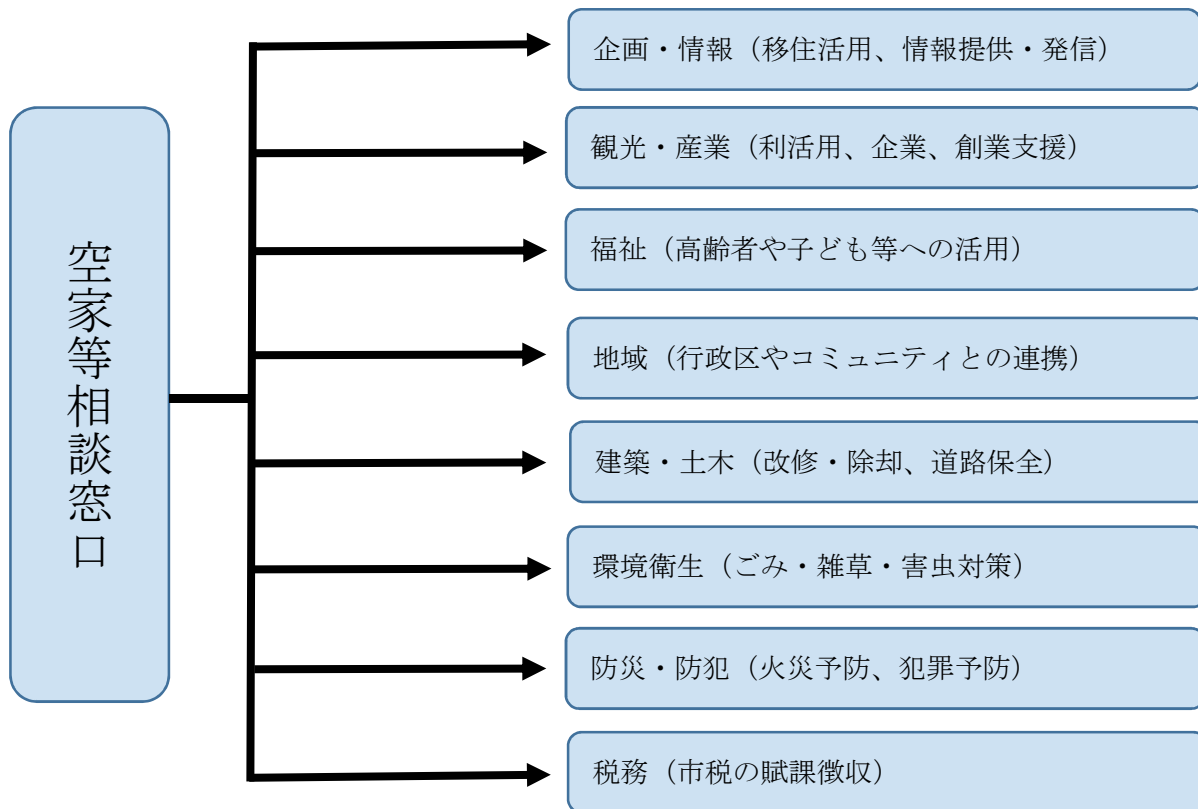 空家等相談窓口
企画・情報（移住活用、情報提供・発信）
観光・産業（利活用、企業、創業支援）
福祉（高齢者や子ども等への活用）
地域（行政区やコミュニティとの連携）
建築・土木（改修・除却、道路保全）
環境衛生（ごみ・雑草・害虫対策）
防災・防犯（火災予防、犯罪予防）
税務（市税の賦課徴収）